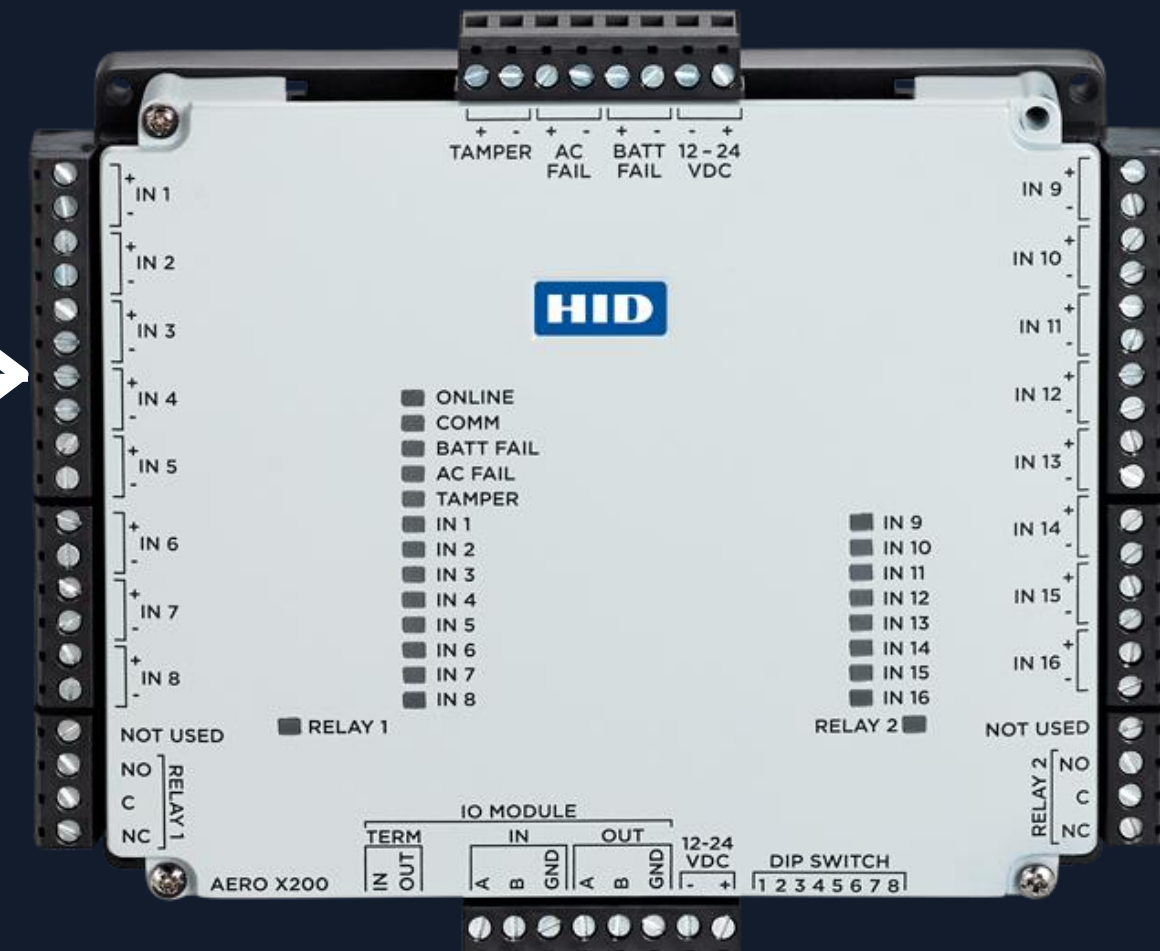 + - + - + - - +
TAMPER AC FAIL BATT FAIL 12-24 VDC
+ IN 1 -
+ IN 2 -
+ IN 3 -
+ IN 4 -
+ IN 5 -
+ IN 6 -
+ IN 7 -
+ IN 8 -
NOT USED
NO
C
NC
RELAY 1
HID
ONLINE
COMM
BATT FAIL
AC FAIL
TAMPER
IN 1
IN 2
IN 3
IN 4
IN 5
IN 6
IN 7
IN 8
RELAY 1
IN 9
IN 10
IN 11
IN 12
IN 13
IN 14
IN 15
IN 16
RELAY 2
IN 9 + -
IN 10 + -
IN 11 + -
IN 12 + -
IN 13 + -
IN 14 + -
IN 15 + -
IN 16 + -
NOT USED
RELAY 2
NO
C
NC
AERO X200
IO MODULE
TERM IN OUT
IN OUT
A B GND A B GND
12-24 VDC
- +
DIP SWITCH
1 2 3 4 5 6 7 8